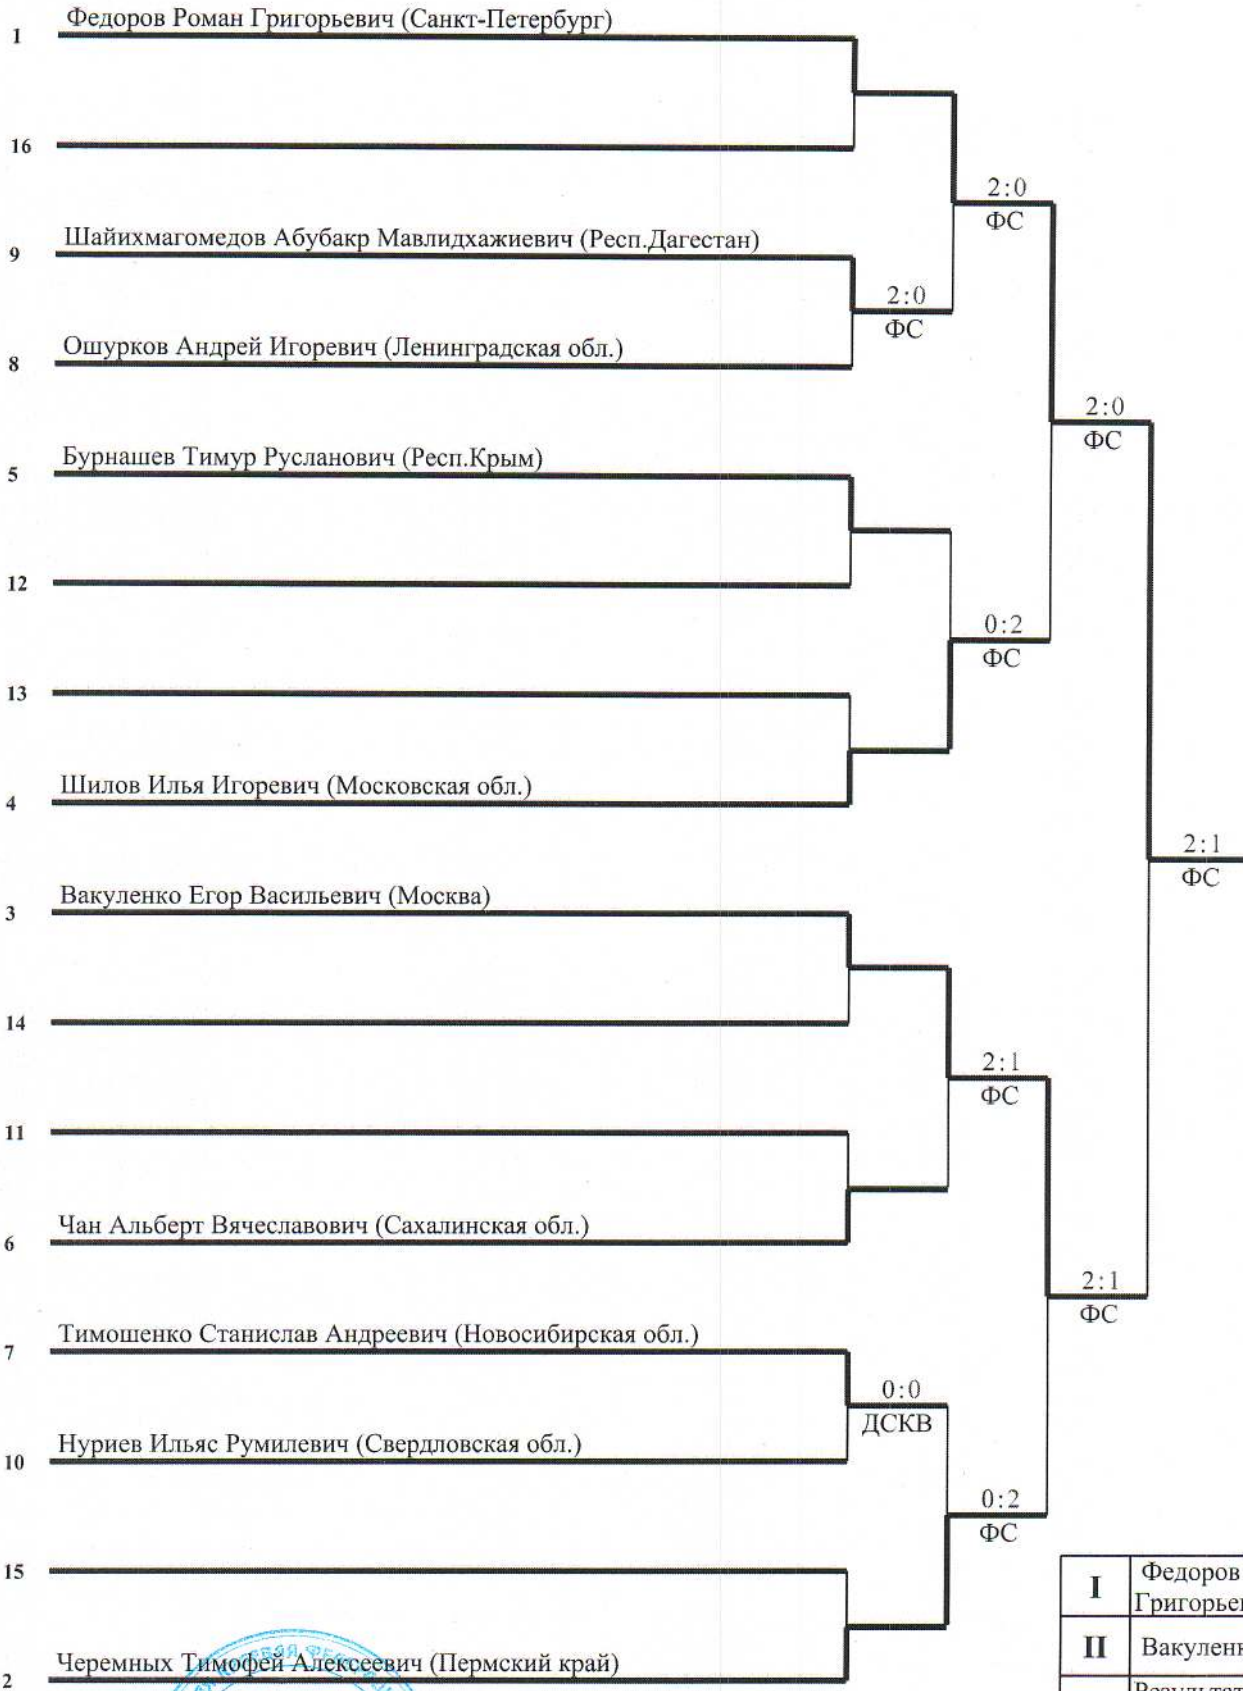 Федоров Роман Григорьевич (Санкт-Петербург)
1
16
2:0
ФС
Шайихмагомедов Абубакр Мавлидхажиевич (Респ.Дагестан)
9
2:0
ФС
Ошурков Андрей Игоревич (Ленинградская обл.)
8
2:0
ФС
Бурнашев Тимур Русланович (Респ.Крым)
5
12
0:2
ФС
13
Шилов Илья Игоревич (Московская обл.)
4
2:1
ФС
Вакуленко Егор Васильевич (Москва)
3
14
2:1
ФС
11
Чан Альберт Вячеславович (Сахалинская обл.)
6
2:1
ФС
Тимошенко Станислав Андреевич (Новосибирская обл.)
7
0:0
ДСКВ
Нуриев Ильяс Румилевич (Свердловская обл.)
10
0:2
ФС
15
I Федоров
Черемных Тимофей Алексеевич (Пермский край)
2
II